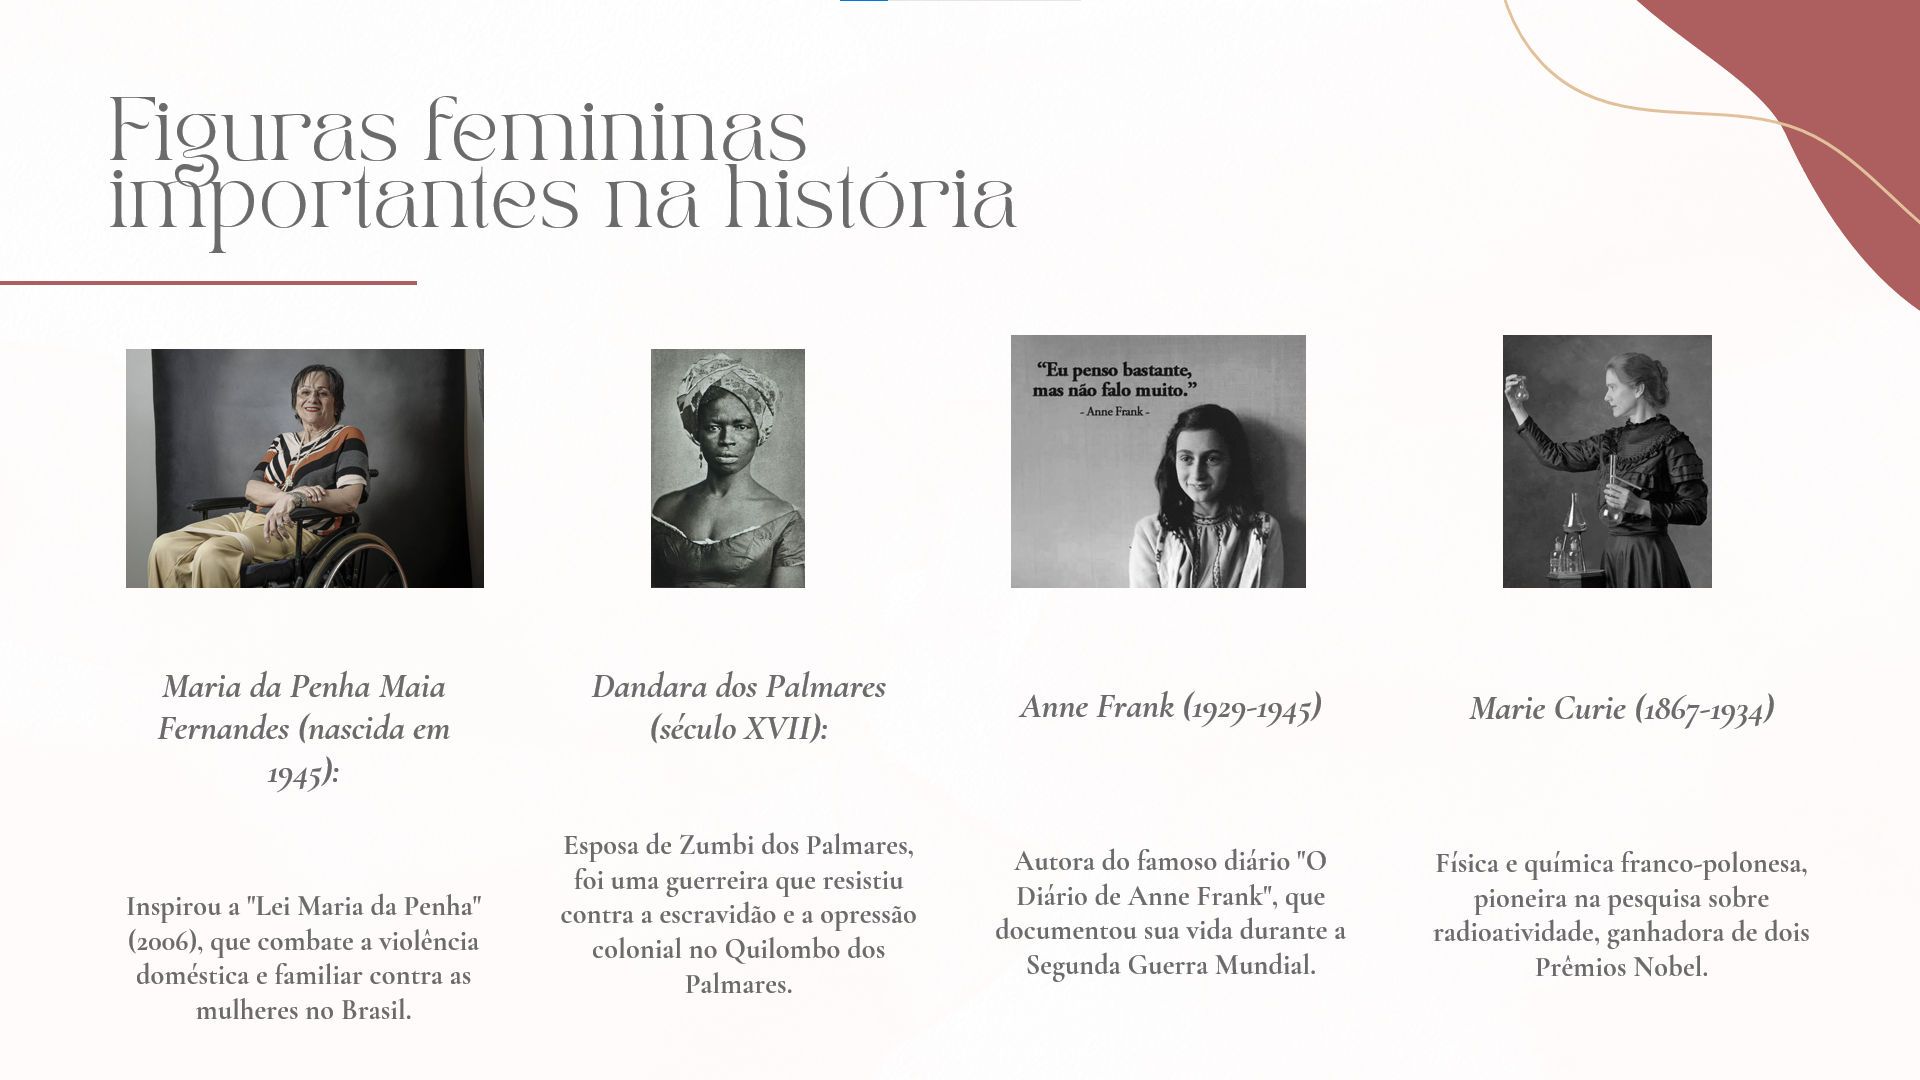 Figuras femininas
importantes na história
“Eu penso bastante,
mas não falo muito.”
- Anne Frank -
Maria da Penha Maia
Fernandes (nascida em
1945):
Inspirou a "Lei Maria da Penha"
(2006), que combate a violência
doméstica e familiar contra as
mulheres no Brasil.
Dandara dos Palmares
(século XVII):
Esposa de Zumbi dos Palmares,
foi uma guerreira que resistiu
contra a escravidão e a opressão
colonial no Quilombo dos
Palmares.
Anne Frank (1929-1945)
Autora do famoso diário "O
Diário de Anne Frank", que
documentou sua vida durante a
Segunda Guerra Mundial.
Marie Curie (1867-1934)
Física e química franco-polonesa,
pioneira na pesquisa sobre
radioatividade, ganhadora de dois
Prêmios Nobel.